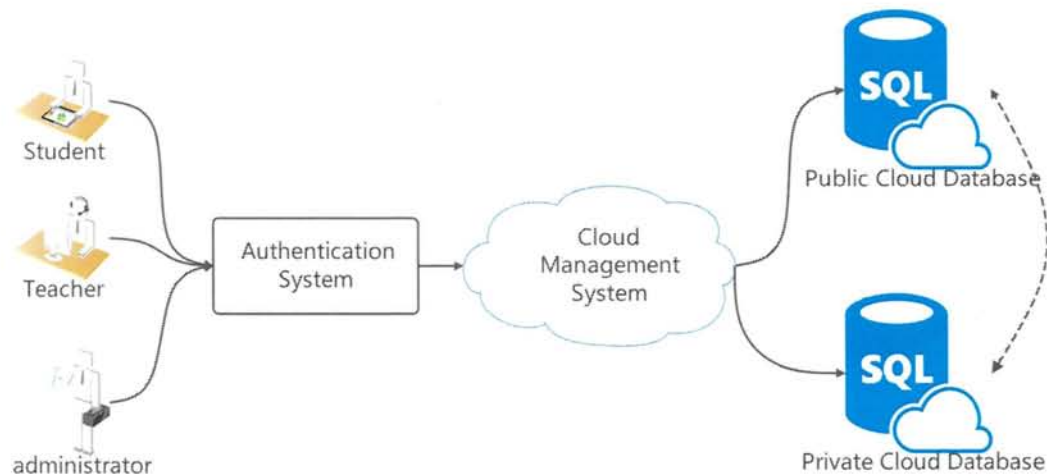 Student
Teacher
administrator
Authentication
System
Cloud
Management
System
SQL
Public Cloud Database
SQL
Private Cloud Database